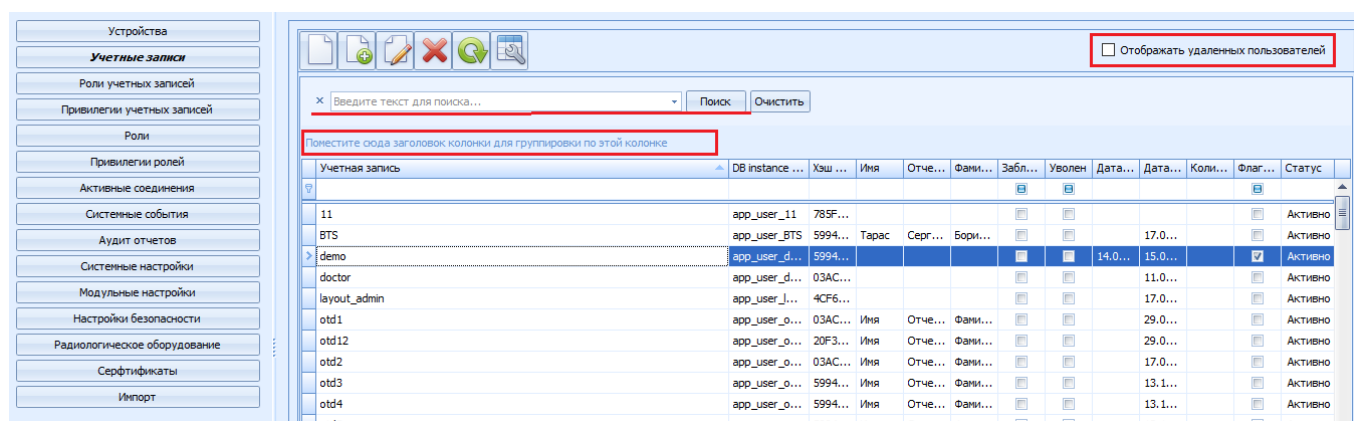 Устройства
Учетные записи
Роли учетных записей
Привилегии учетных записей
Роли
Привилегии ролей
Активные соединения
Системные события
Аудит отчетов
Системные настройки
Модульные настройки
Настройки безопасности
Радиологическое оборудование
Серфтификаты
Импорт
Отображать удаленных пользователей
Введите текст для поиска... Поиск Очистить
Поместите сюда заголовок колонки для группировки по этой колонке
Учетная запись DB instance ... Хэш ... Имя Отче... Фами... Забл... Уволен Дата... Дата... Коли... Флаг... Статус
11 app_user_11 785F... Активно
BTS app_user_BTS 5994... Тарас Серг... Бори... 17.0... Активно
demo app_user_d... 5994... 14.0... 15.0... Активно
doctor app_user_d... 03AC... 11.0... Активно
layout_admin app_user_l... 4CF6... 17.0... Активно
otd1 app_user_o... 03AC... Имя Отче... Фами... 29.0... Активно
otd12 app_user_o... 20F3... Имя Отче... Фами... 29.0... Активно
otd2 app_user_o... 03AC... Имя Отче... Фами... 17.0... Активно
otd3 app_user_o... 5994... Имя Отче... Фами... 13.1... Активно
otd4 app_user_o... 5994... Имя Отче... Фами... 13.1... Активно